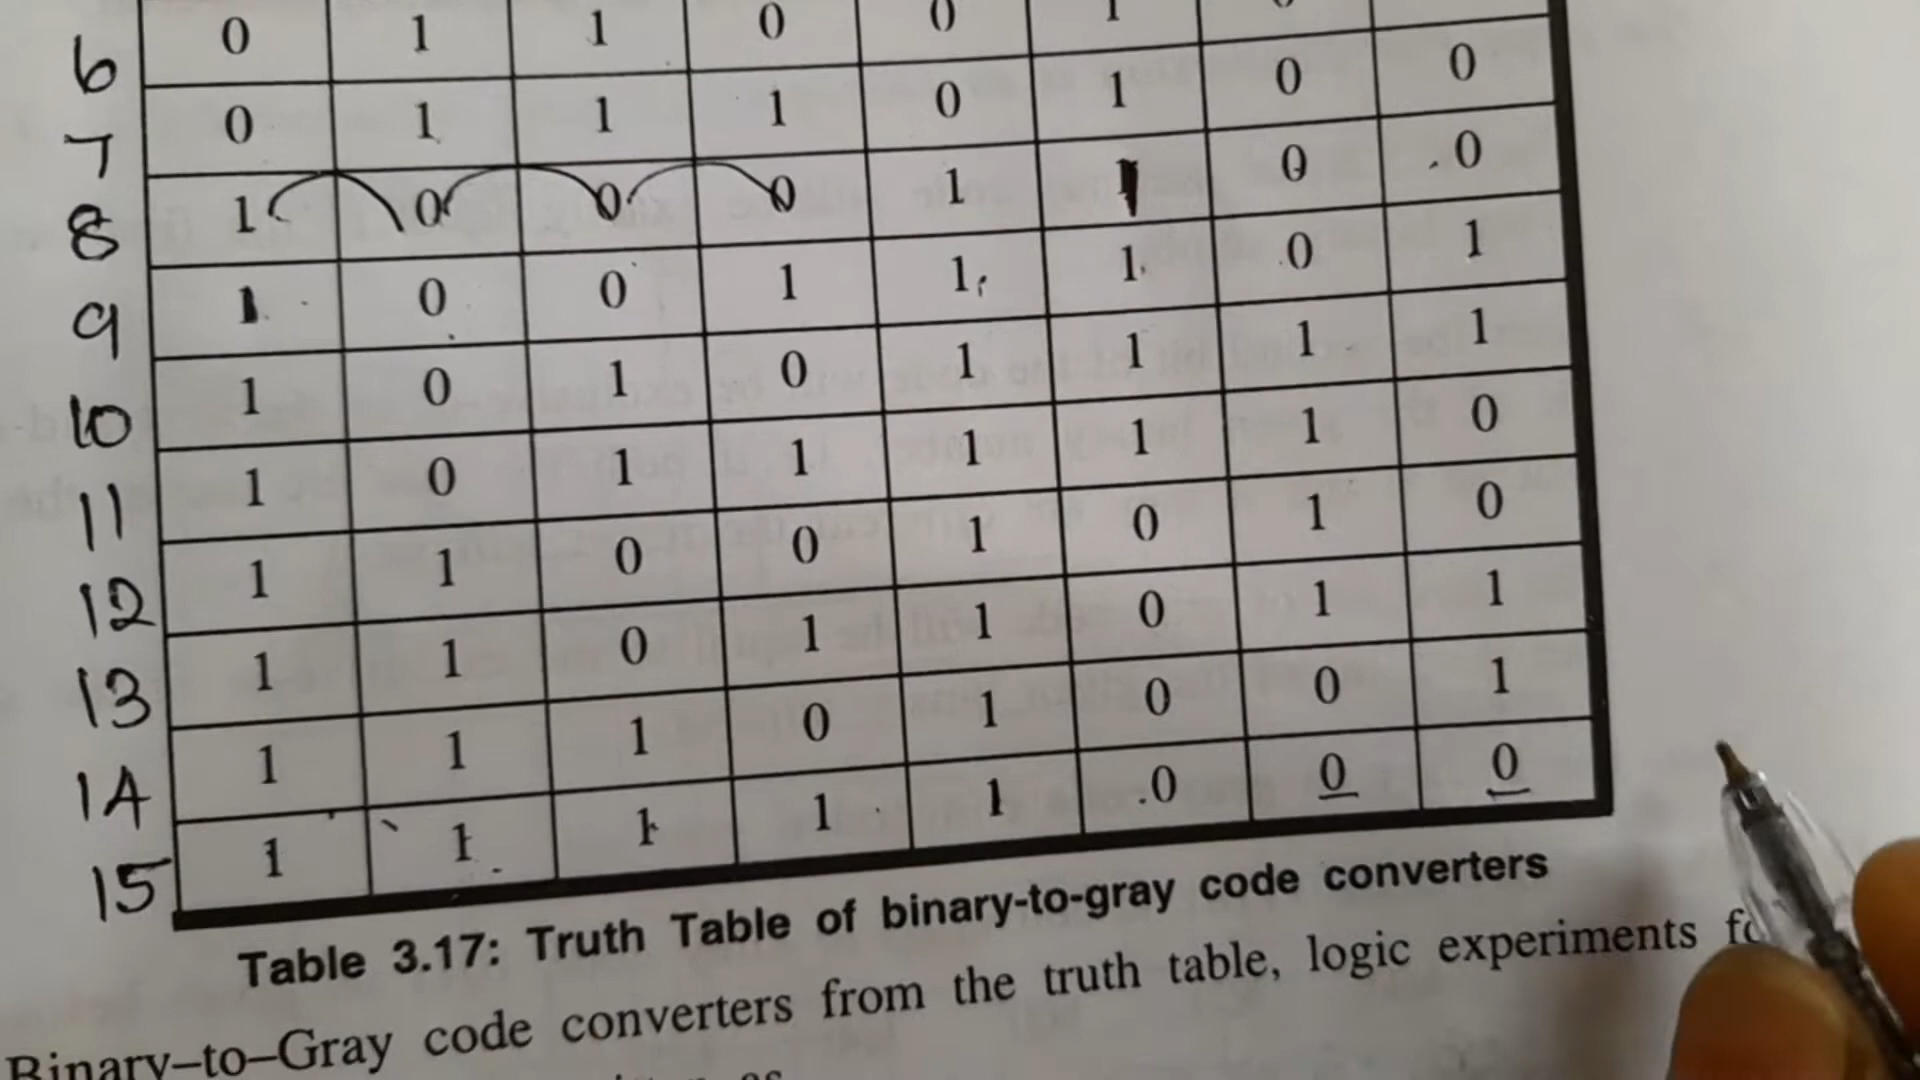 6 0 1 1 0 0 1
7 0 1 1 1 0 1 0 0
8 1 0 0 0 1 1 0 0
9 1 0 0 1 1 1 0 1
10 1 0 1 0 1 1 1 1
11 1 0 1 1 1 1 1 0
12 1 1 0 0 1 0 1 0
13 1 1 0 1 1 0 1 1
14 1 1 1 0 1 0 0 1
15 1 1 1 1 1 0 0 0
Table 3.17: Truth Table of binary-to-gray code converters
Binary–to–Gray code converters from the truth table, logic experiments
as